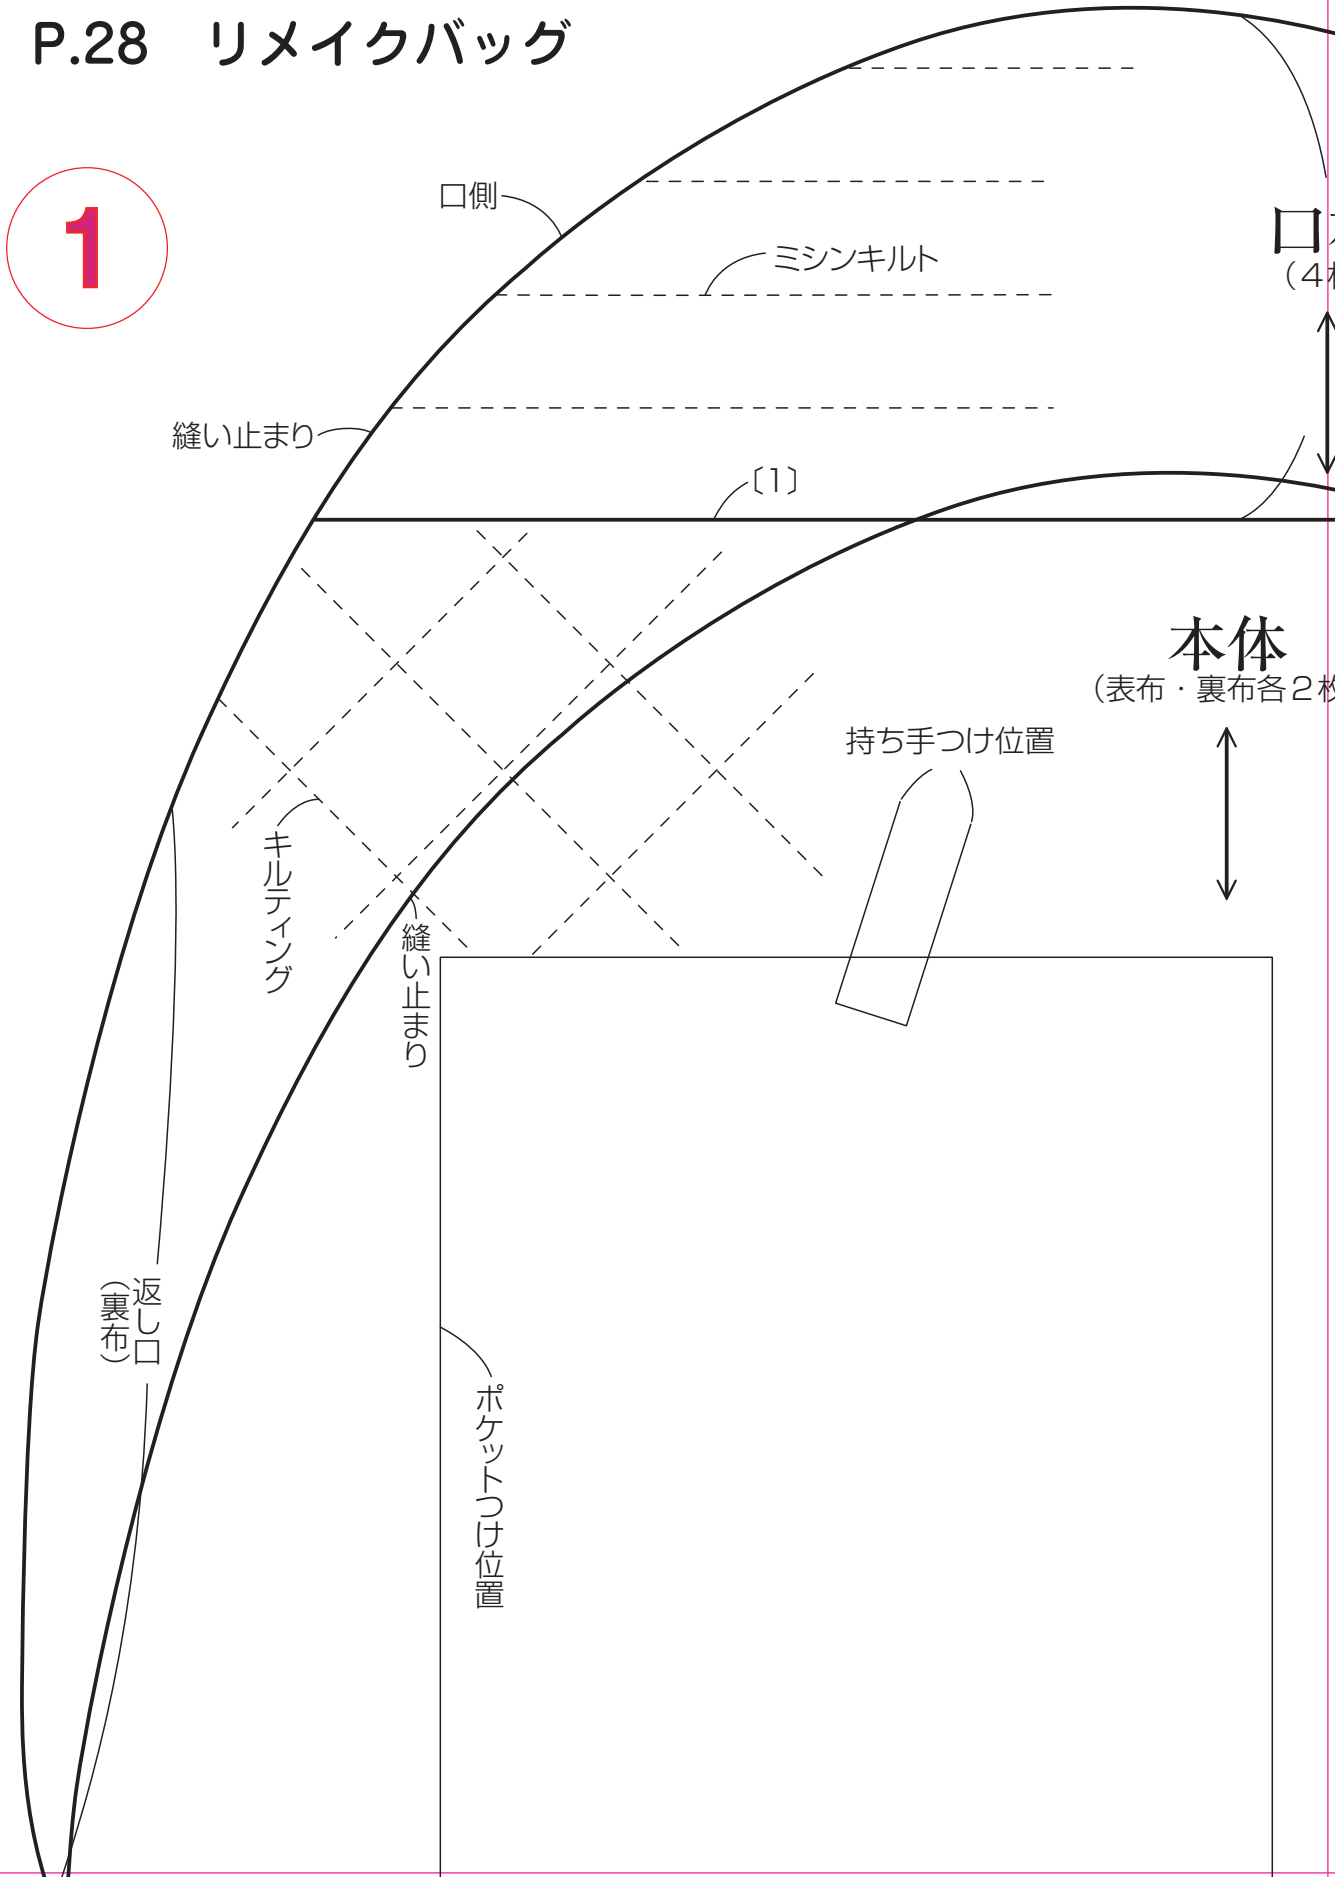 P.28 リメイクバッグ
1
口側
ミシンキルト
口
（4
縫い止まり
〔1〕
本体
（表布・裏布各2枚
持ち手つけ位置
キルティング
縫い止まり
返し口
（裏布）
ポケットつけ位置